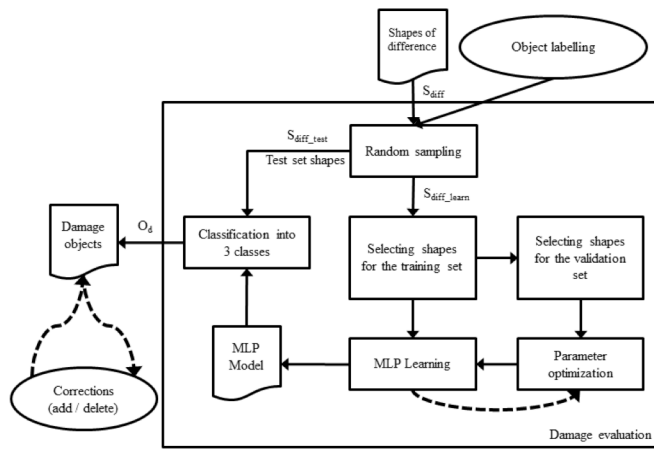 Shapes of
difference
Object labelling
S_diff
S_diff_test
Test set shapes
Random sampling
S_diff_learn
Damage
objects
O_d
Classification into
3 classes
Selecting shapes
for the training set
Selecting shapes
for the validation
set
MLP
Model
MLP Learning
Parameter
optimization
Corrections
(add / delete)
Damage evaluation